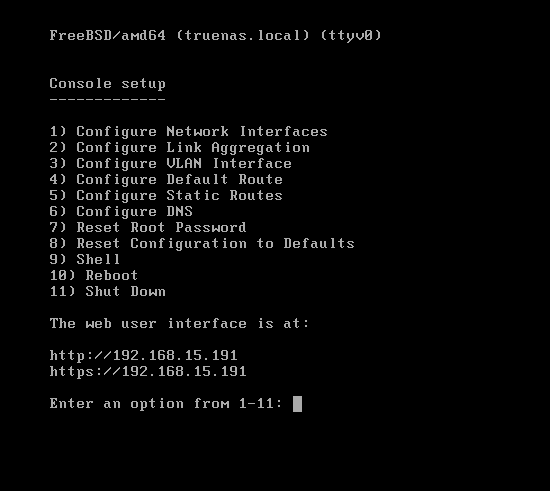 FreeBSD/amd64 (truenas.local) (ttyv0)
Console setup
-------------
1) Configure Network Interfaces
2) Configure Link Aggregation
3) Configure VLAN Interface
4) Configure Default Route
5) Configure Static Routes
6) Configure DNS
7) Reset Root Password
8) Reset Configuration to Defaults
9) Shell
10) Reboot
11) Shut Down
The web user interface is at:
http://192.168.15.191
https://192.168.15.191
Enter an option from 1-11: